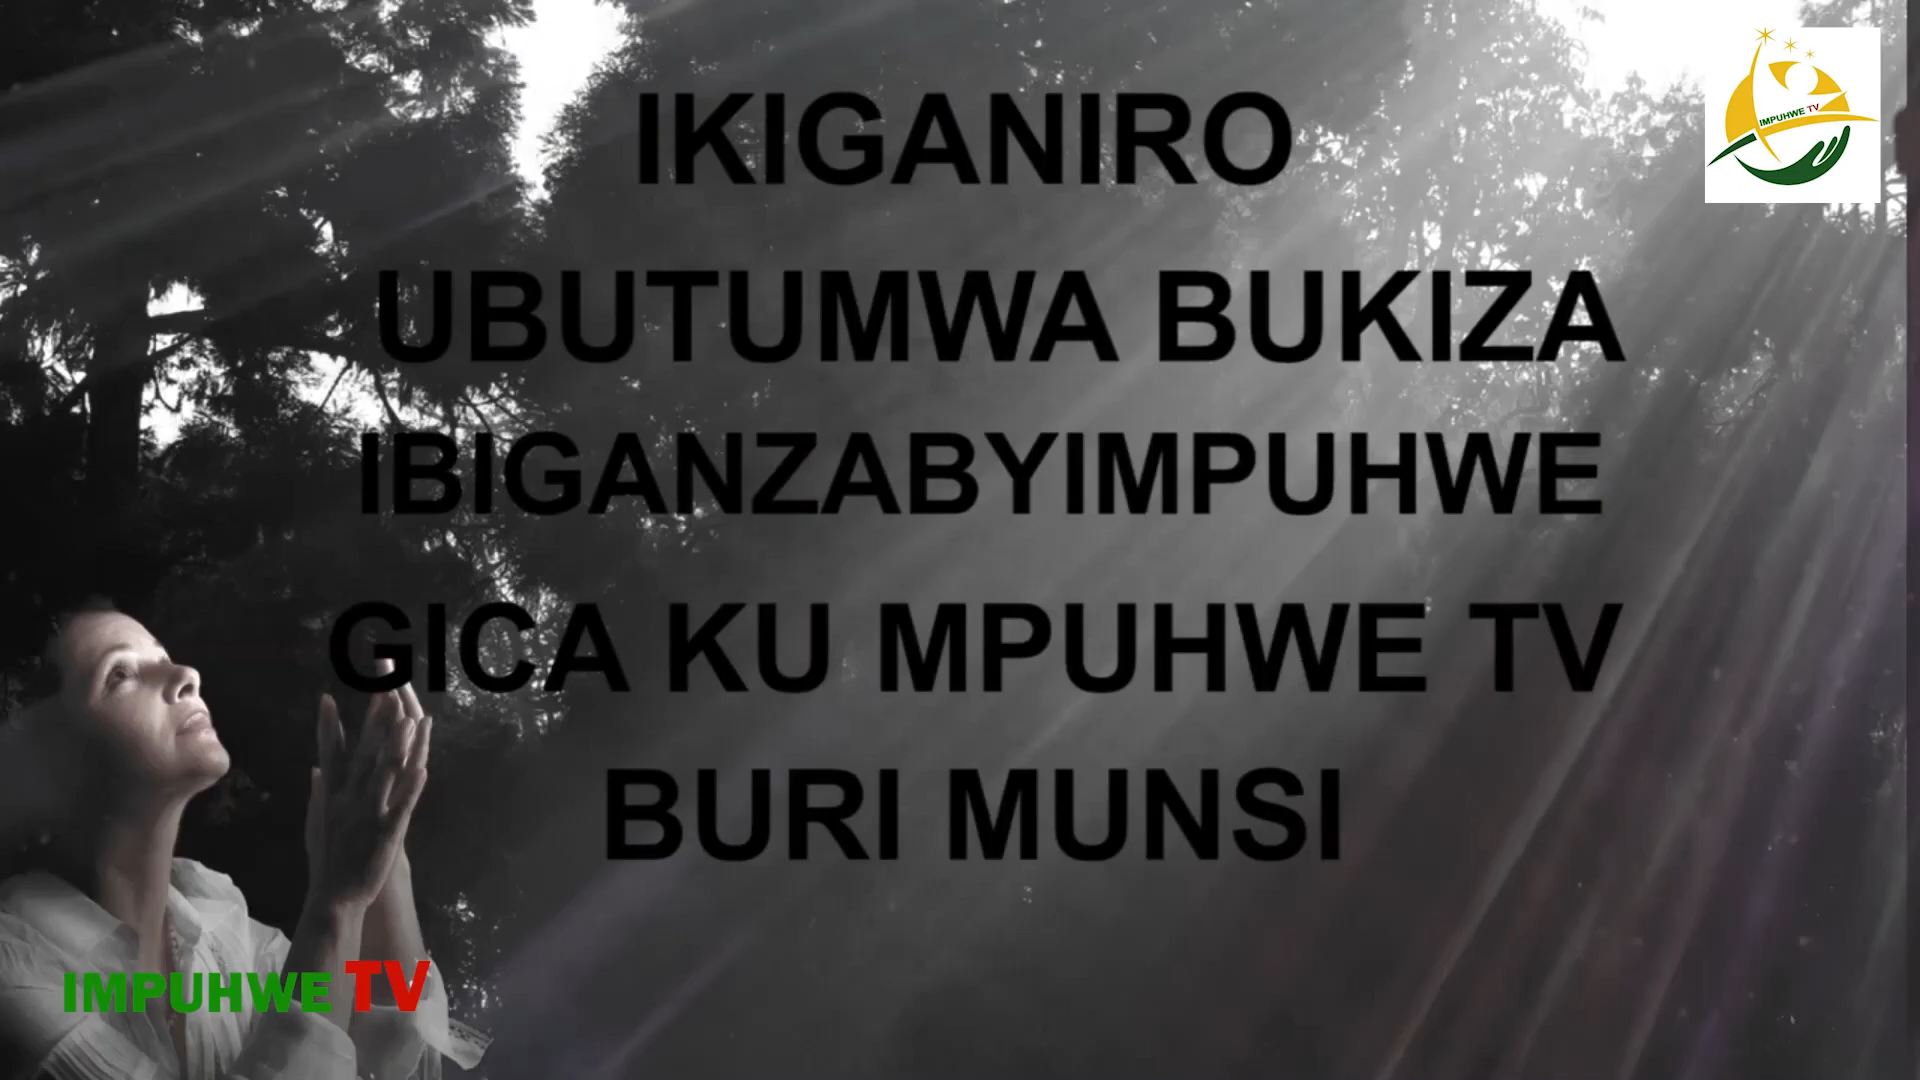 IMPUHWE TV
IKIGANIRO
UBUTUMWA BUKIZA
IBIGANZABYIMPUHWE
GICA KU MPUHWE TV
BURI MUNSI
IMPUHWE TV